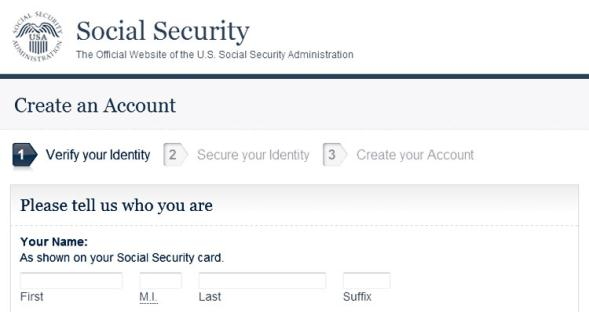 SOCIAL SECURITY ADMINISTRATION
USA
Social Security
The Official Website of the U.S. Social Security Administration
Create an Account
1 Verify your Identity 2 Secure your Identity 3 Create your Account
Please tell us who you are
Your Name:
As shown on your Social Security card.
First M.I. Last Suffix